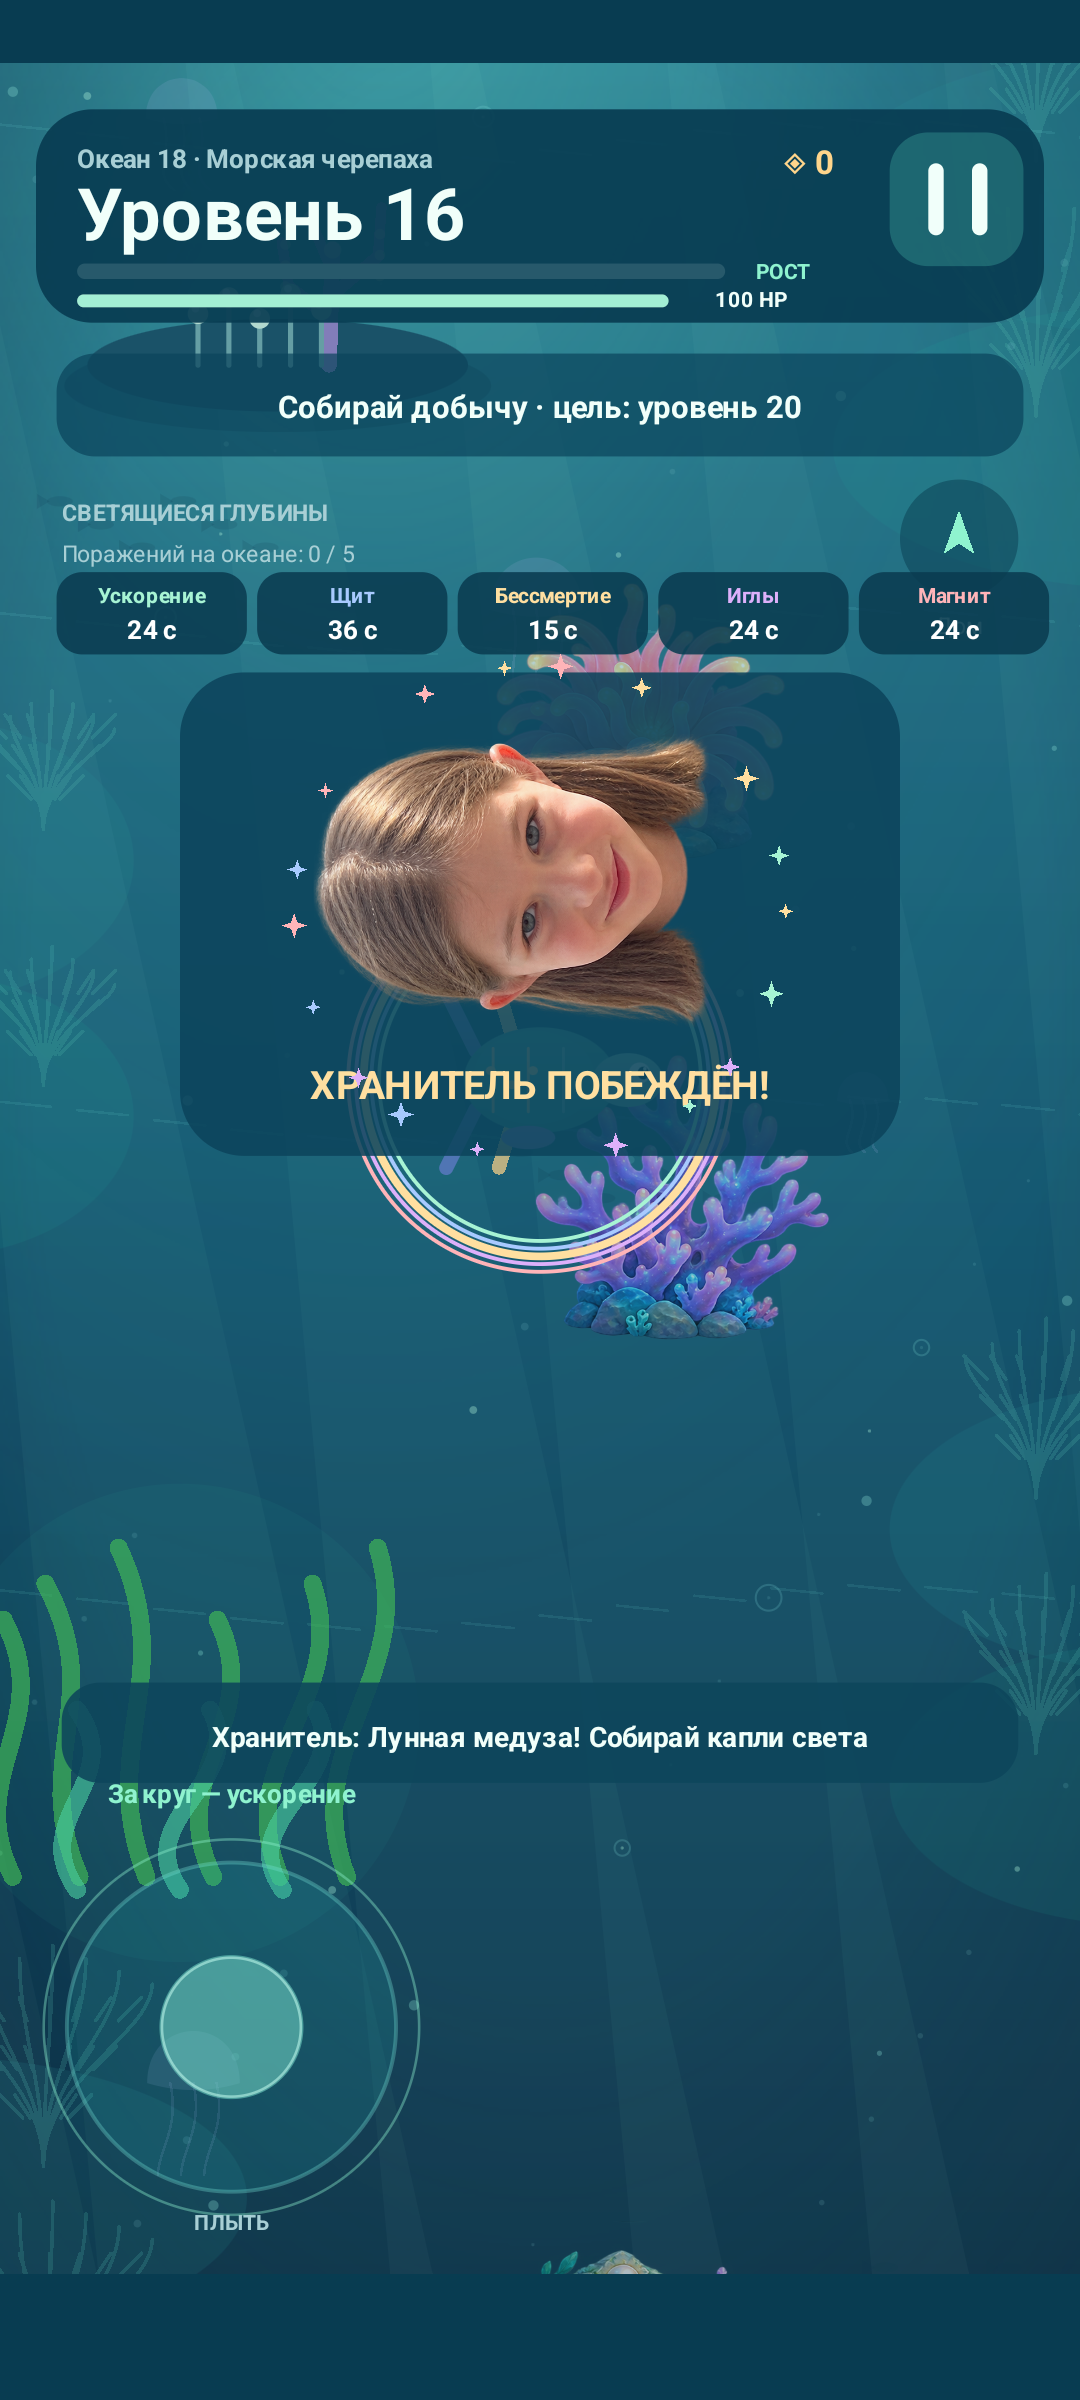 Океан 18 · Морская черепаха
0
Уровень 16
РОСТ
100 HP
Собирай добычу · цель: уровень 20
СВЕТЯЩИЕСЯ ГЛУБИНЫ
Поражений на океане: 0 / 5
Ускорение
24 с
Щит
36 с
Бессмертие
15 с
Иглы
24 с
Магнит
24 с
ХРАНИТЕЛЬ ПОБЕЖДЁН!
Хранитель: Лунная медуза! Собирай капли света
За круг — ускорение
ПЛЫТЬ